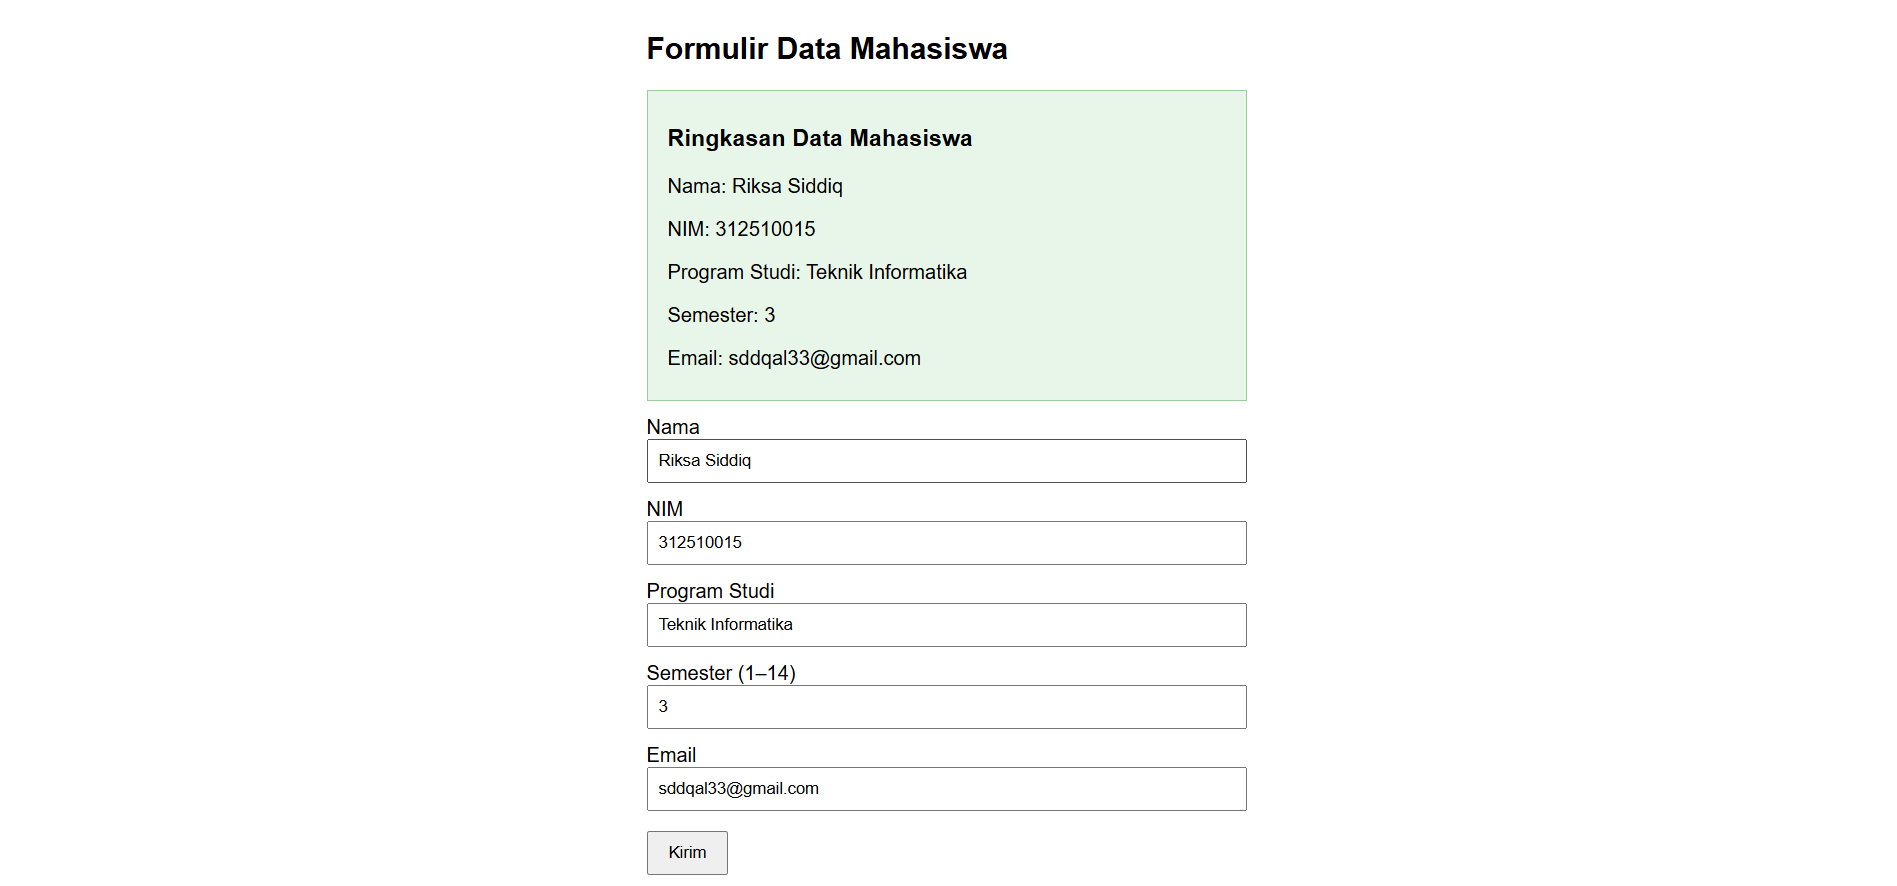 Formulir Data Mahasiswa
Ringkasan Data Mahasiswa
Nama: Riksa Siddiq
NIM: 312510015
Program Studi: Teknik Informatika
Semester: 3
Email: sddqal33@gmail.com
Nama
Riksa Siddiq
NIM
312510015
Program Studi
Teknik Informatika
Semester (1–14)
3
Email
sddqal33@gmail.com
Kirim